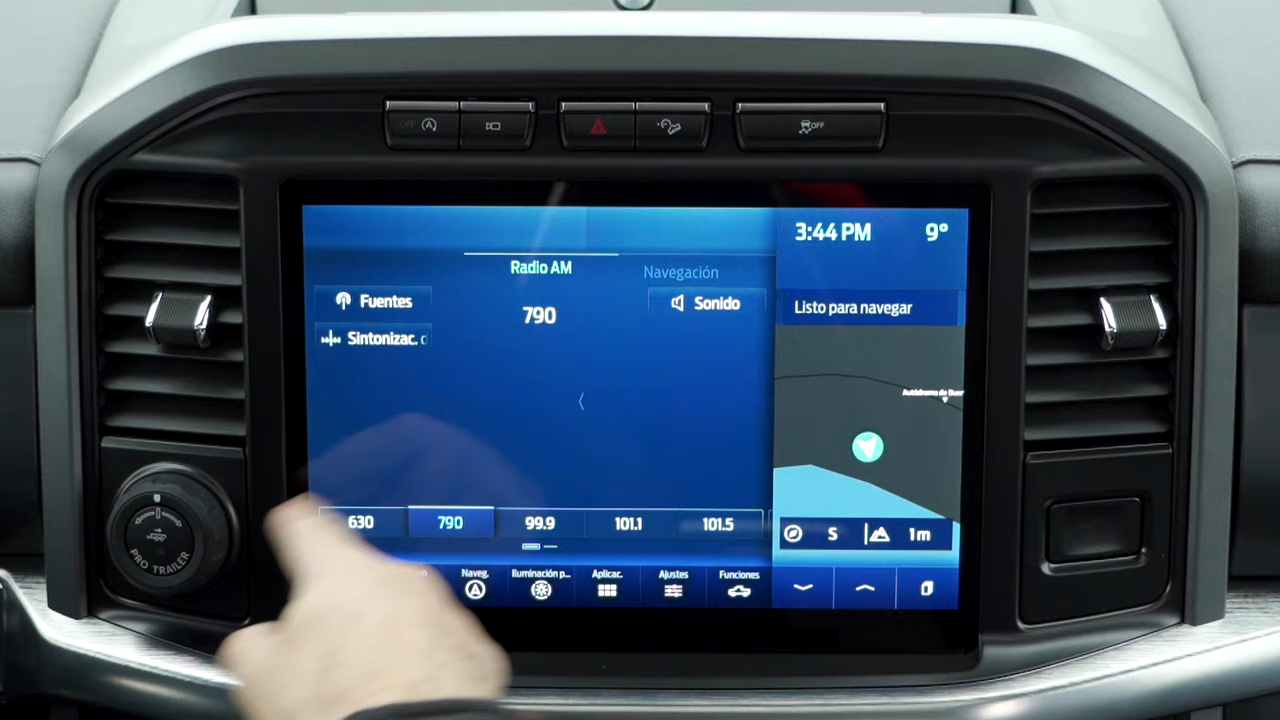 OFF
OFF
3:44 PM 9°
Radio AM
Navegación
Fuentes
790
Sonido
Listo para navegar
Sintonizac.
630 790 99.9 101.1 101.5
S
1m
Naveg.
Iluminación p...
Aplicac.
Ajustes
Funciones
PRO TRAILER